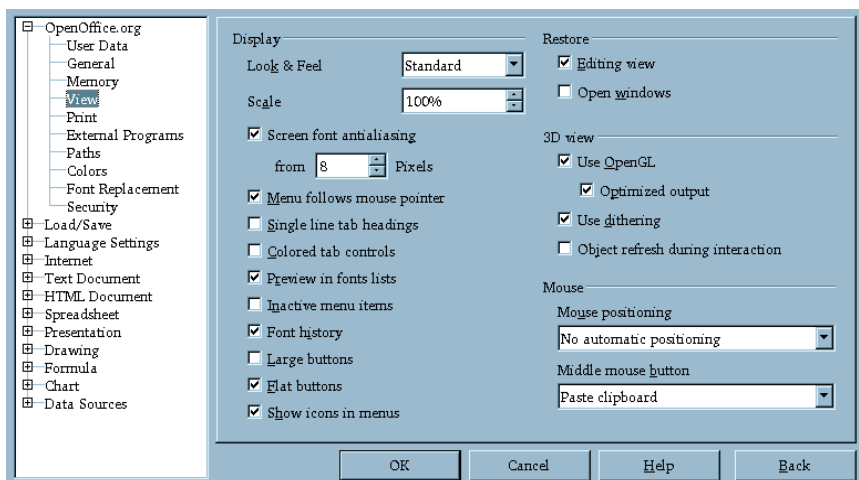 OpenOffice.org
User Data
General
Memory
View
Print
External Programs
Paths
Colors
Font Replacement
Security
Load/Save
Language Settings
Internet
Text Document
HTML Document
Spreadsheet
Presentation
Drawing
Formula
Chart
Data Sources
Display
Look & Feel Standard
Scale 100%
Screen font antialiasing
from 8 Pixels
Menu follows mouse pointer
Single line tab headings
Colored tab controls
Preview in fonts lists
Inactive menu items
Font history
Large buttons
Flat buttons
Show icons in menus
Restore
Editing view
Open windows
3D view
Use OpenGL
Optimized output
Use dithering
Object refresh during interaction
Mouse
Mouse positioning
No automatic positioning
Middle mouse button
Paste clipboard
OK Cancel Help Back